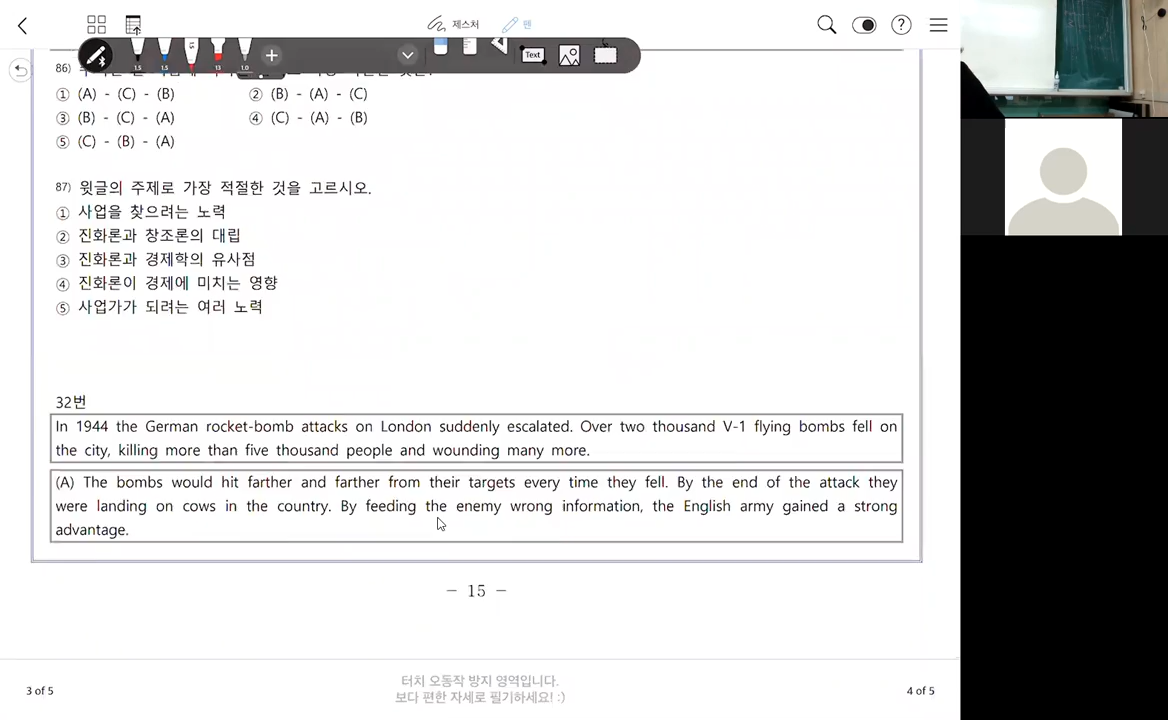 제스처 펜
1.5 1.5 1.5 13 1.0 Text
86)
① (A) - (C) - (B) ② (B) - (A) - (C)
③ (B) - (C) - (A) ④ (C) - (A) - (B)
⑤ (C) - (B) - (A)
87) 윗글의 주제로 가장 적절한 것을 고르시오.
① 사업을 찾으려는 노력
② 진화론과 창조론의 대립
③ 진화론과 경제학의 유사점
④ 진화론이 경제에 미치는 영향
⑤ 사업가가 되려는 여러 노력
32번
In 1944 the German rocket-bomb attacks on London suddenly escalated. Over two thousand V-1 flying bombs fell on
the city, killing more than five thousand people and wounding many more.
(A) The bombs would hit farther and farther from their targets every time they fell. By the end of the attack they
were landing on cows in the country. By feeding the enemy wrong information, the English army gained a strong
advantage.
- 15 -
3 of 5
터치 오동작 방지 영역입니다.
보다 편한 자세로 필기하세요! :)
4 of 5